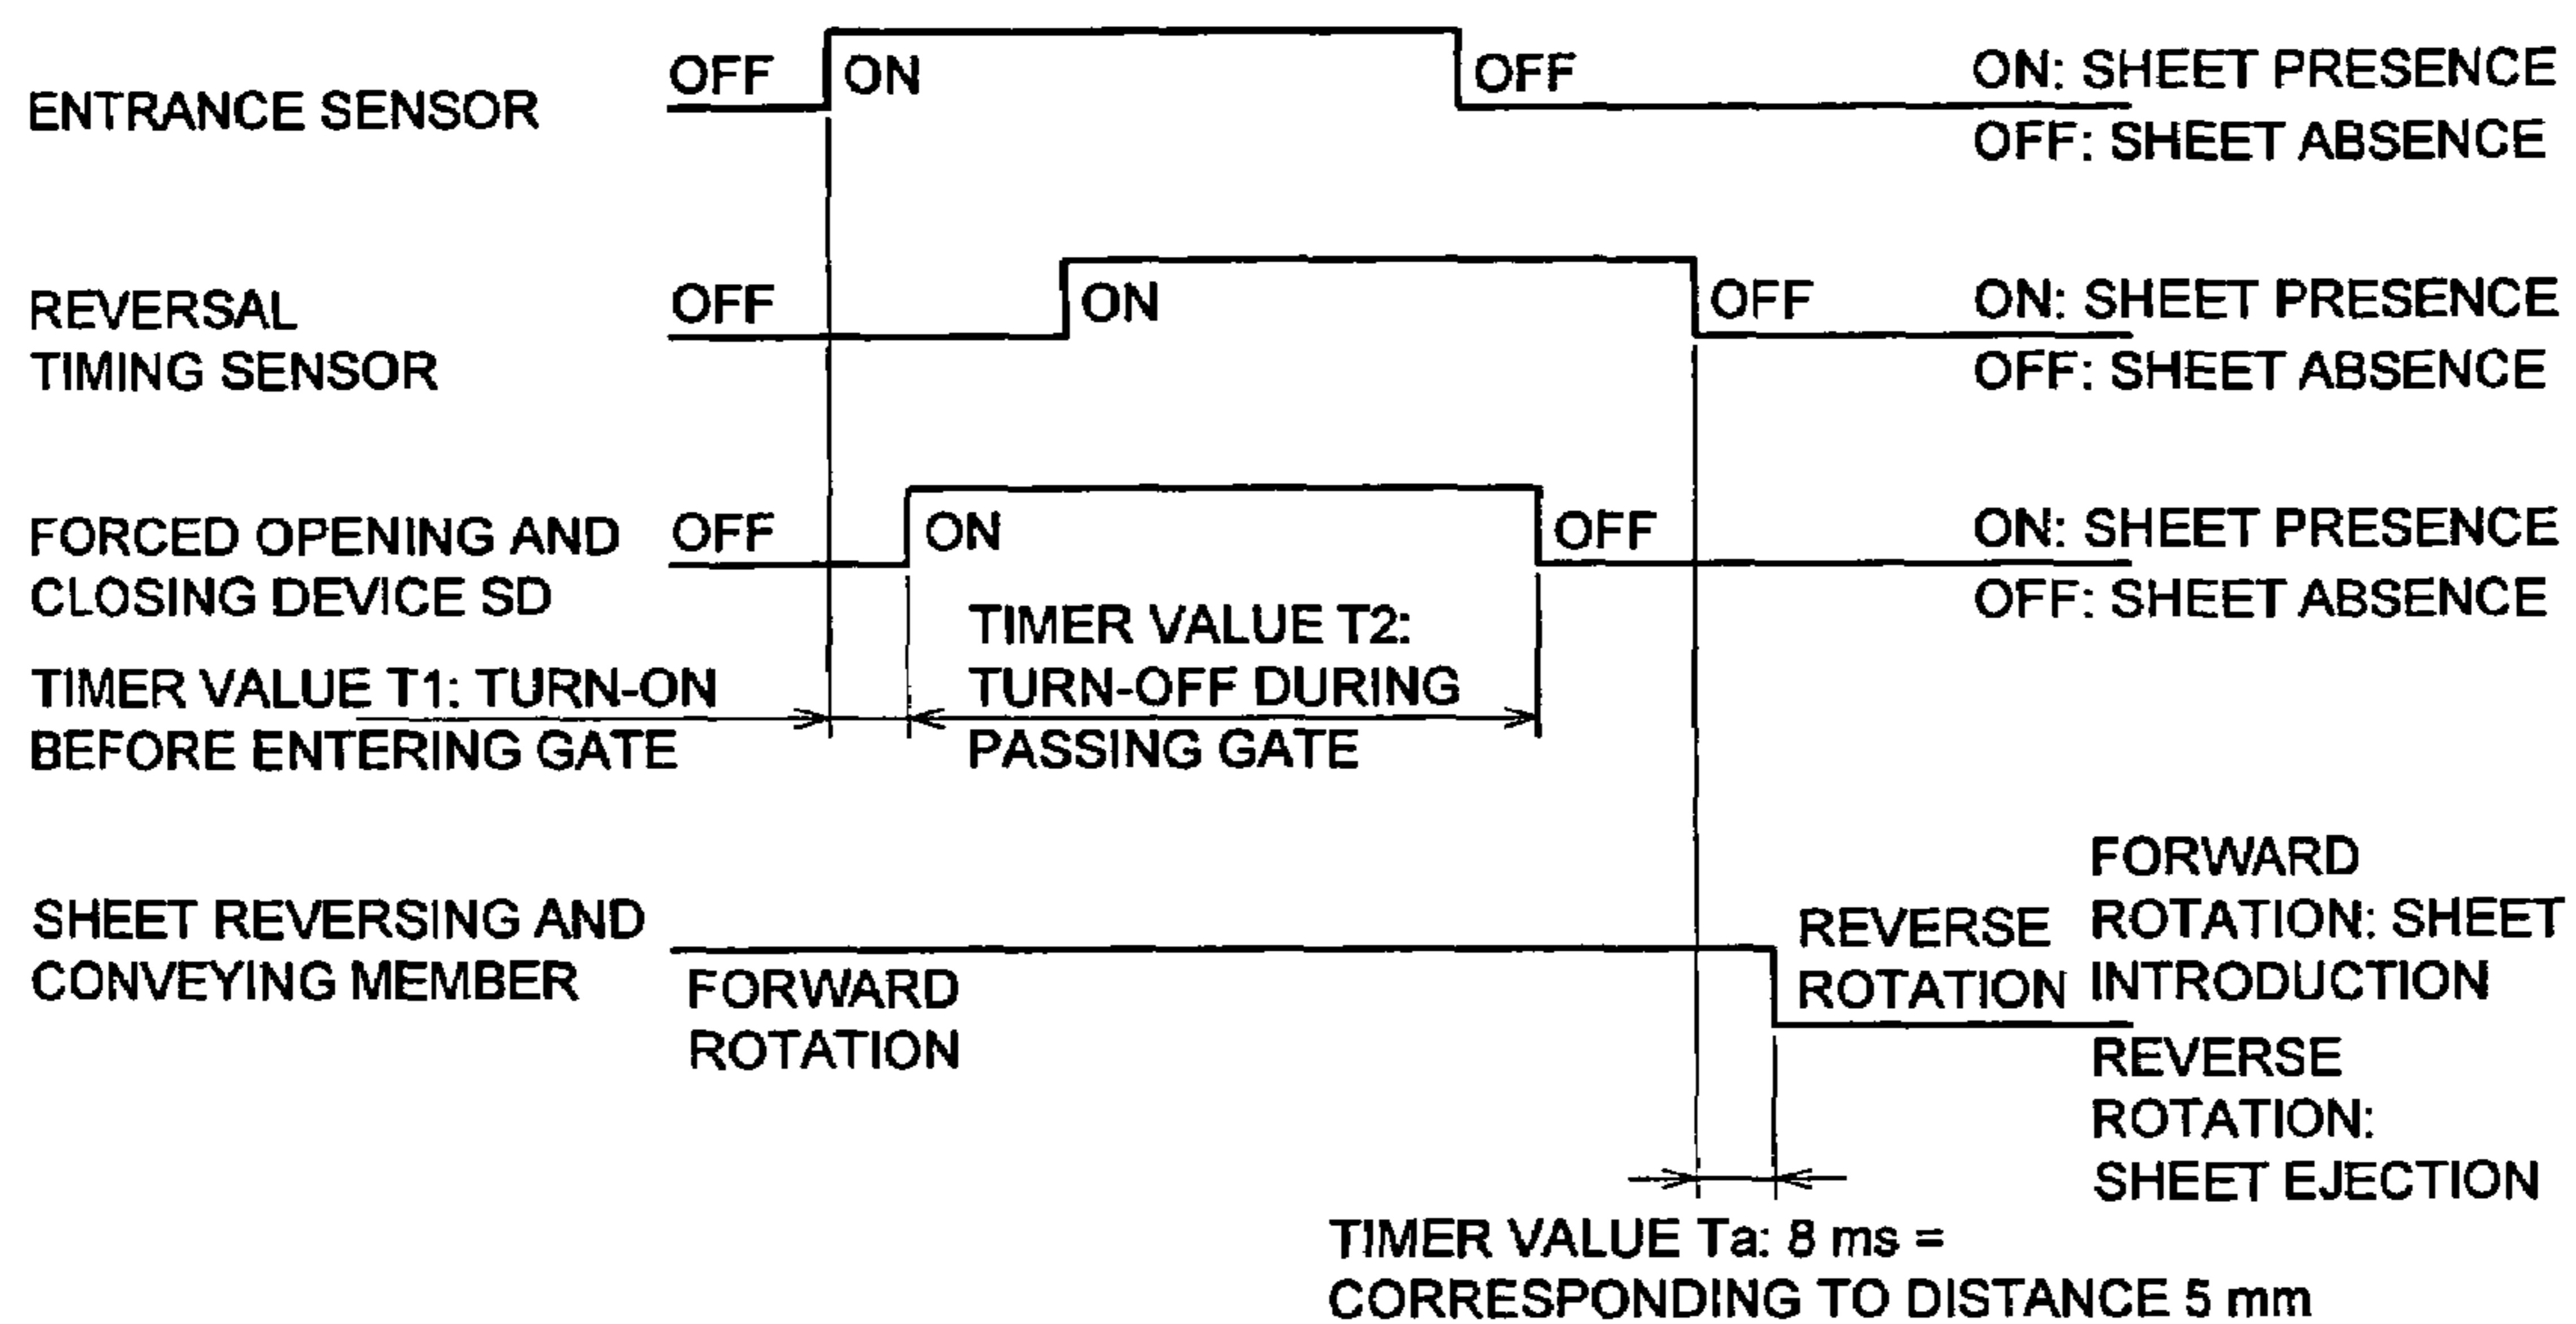 ENTRANCE SENSOR
OFF
ON
OFF
ON: SHEET PRESENCE
OFF: SHEET ABSENCE
REVERSAL
TIMING SENSOR
OFF
ON
OFF
ON: SHEET PRESENCE
OFF: SHEET ABSENCE
FORCED OPENING AND
CLOSING DEVICE SD
OFF
ON
OFF
ON: SHEET PRESENCE
OFF: SHEET ABSENCE
TIMER VALUE T1: TURN-ON
BEFORE ENTERING GATE
TIMER VALUE T2:
TURN-OFF DURING
PASSING GATE
SHEET REVERSING AND
CONVEYING MEMBER
FORWARD
ROTATION
REVERSE
ROTATION
FORWARD
ROTATION: SHEET
INTRODUCTION
REVERSE
ROTATION:
SHEET EJECTION
TIMER VALUE Ta: 8 ms =
CORRESPONDING TO DISTANCE 5 mm